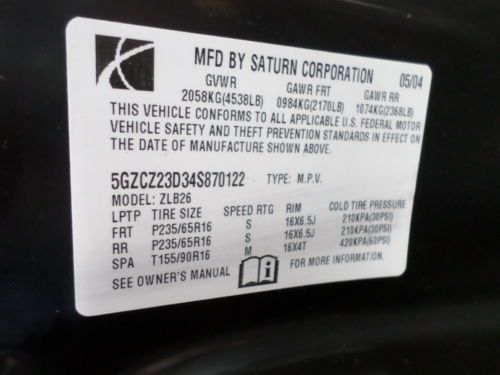 MFD BY SATURN CORPORATION 05/04
GVWR GAWR FRT GAWR RR
2058KG(4538LB) 0984KG(2170LB) 1074KG(2368LB)
THIS VEHICLE CONFORMS TO ALL APPLICABLE U.S. FEDERAL MOTOR
VEHICLE SAFETY AND THEFT PREVENTION STANDARDS IN EFFECT ON
THE DATE OF MANUFACTURE SHOWN ABOVE.
5GZCZ23D34S870122 TYPE: M.P.V.
MODEL: ZLB26
LPTP TIRE SIZE SPEED RTG RIM COLD TIRE PRESSURE
FRT P235/65R16 S 16X6.5J 210KPA(30PSI)
RR P235/65R16 S 16X6.5J 210KPA(30PSI)
SPA T155/90R16 M 16X4T 420KPA(60PSI)
SEE OWNER'S MANUAL FOR MORE INFORMATION.